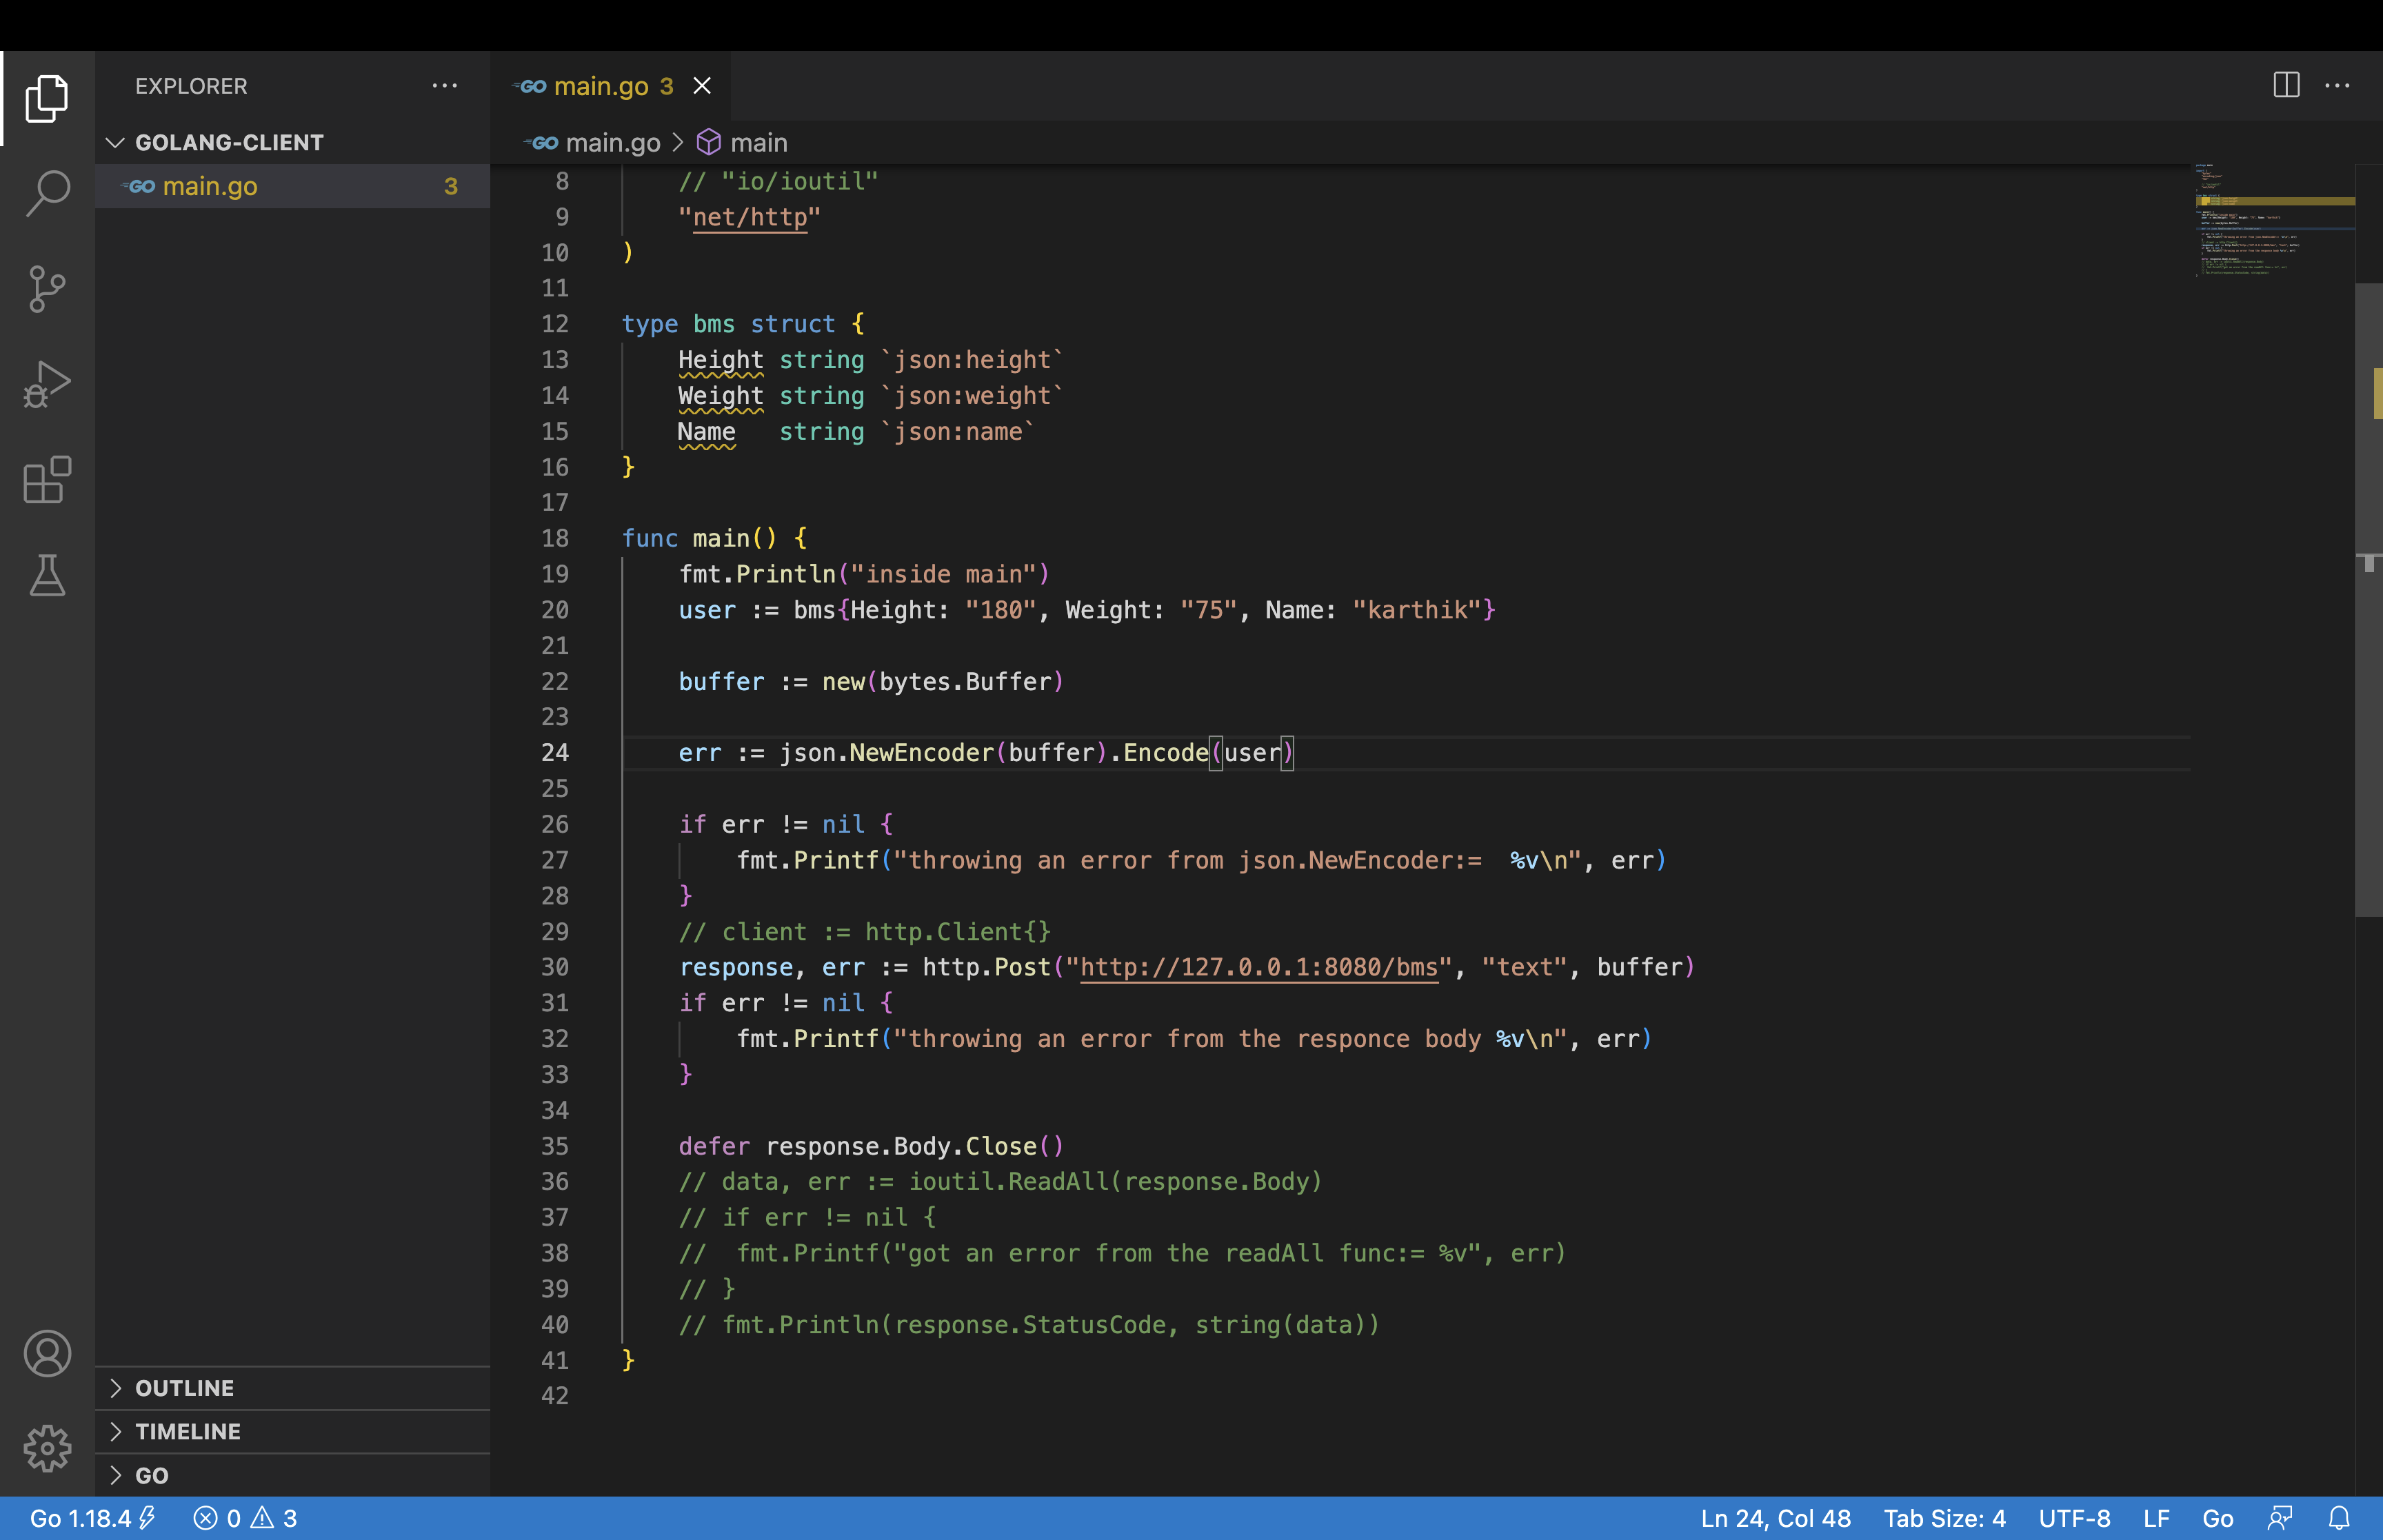 EXPLORER
GOLANG-CLIENT
GO main.go 3
OUTLINE
TIMELINE
GO
GO main.go 3
GO main.go > main
8 // "io/ioutil"
9 "net/http"
10 )
11
12 type bms struct {
13 Height string `json:height`
14 Weight string `json:weight`
15 Name string `json:name`
16 }
17
18 func main() {
19 fmt.Println("inside main")
20 user := bms{Height: "180", Weight: "75", Name: "karthik"}
21
22 buffer := new(bytes.Buffer)
23
24 err := json.NewEncoder(buffer).Encode(user)
25
26 if err != nil {
27 fmt.Printf("throwing an error from json.NewEncoder:=  %v\n", err)
28 }
29 // client := http.Client{}
30 response, err := http.Post("http://127.0.0.1:8080/bms", "text", buffer)
31 if err != nil {
32 fmt.Printf("throwing an error from the responce body %v\n", err)
33 }
34
35 defer response.Body.Close()
36 // data, err := ioutil.ReadAll(response.Body)
37 // if err != nil {
38 //  fmt.Printf("got an error from the readAll func:= %v", err)
39 // }
40 // fmt.Println(response.StatusCode, string(data))
41 }
42
Go 1.18.4 0 3 Ln 24, Col 48 Tab Size: 4 UTF-8 LF Go